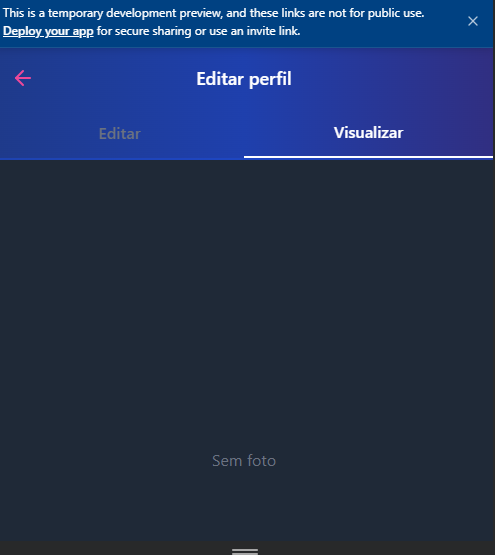 This is a temporary development preview, and these links are not for public use.
Deploy your app for secure sharing or use an invite link.
Editar perfil
Editar
Visualizar
Sem foto